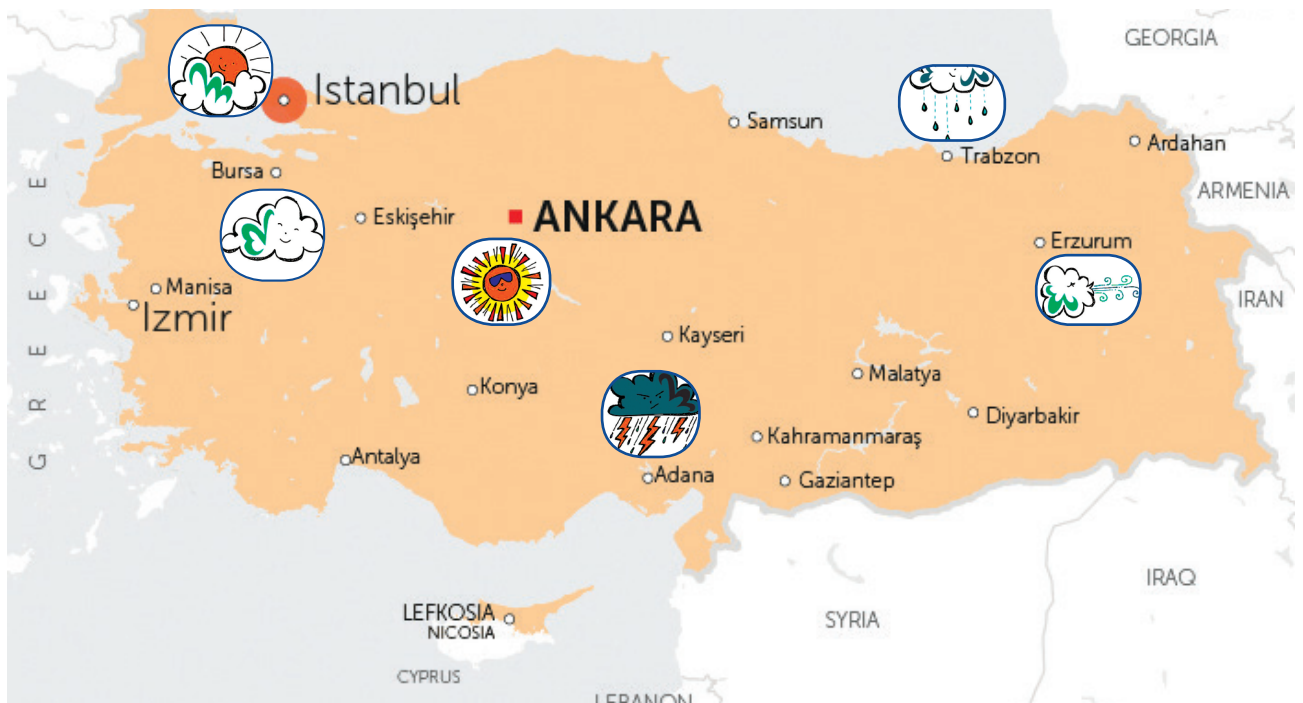 GEORGIA
Istanbul
Samsun
Trabzon
Ardahan
Bursa
ARMENIA
GREECE
Eskişehir
ANKARA
Erzurum
Manisa
Izmir
IRAN
Kayseri
Malatya
Konya
Diyarbakir
Kahramanmaraş
Antalya
Adana
Gaziantep
IRAQ
LEFKOSIA
NICOSIA
SYRIA
CYPRUS
LEBANON